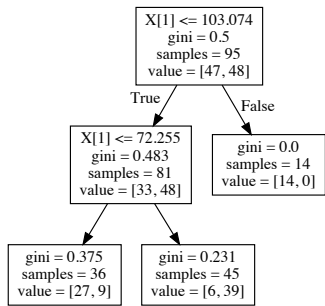 X[1] <= 103.074
gini = 0.5
samples = 95
value = [47, 48]
True
False
X[1] <= 72.255
gini = 0.483
samples = 81
value = [33, 48]
gini = 0.0
samples = 14
value = [14, 0]
gini = 0.375
samples = 36
value = [27, 9]
gini = 0.231
samples = 45
value = [6, 39]